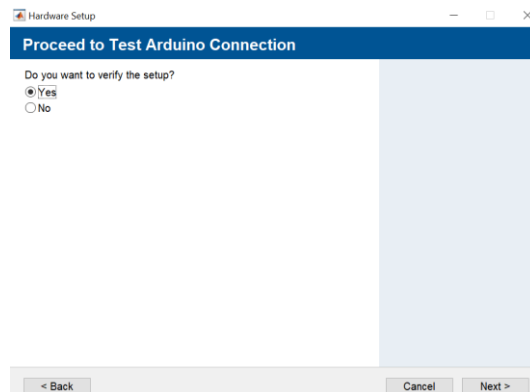 Hardware Setup
Proceed to Test Arduino Connection
Do you want to verify the setup?
Yes
No
< Back
Cancel
Next >